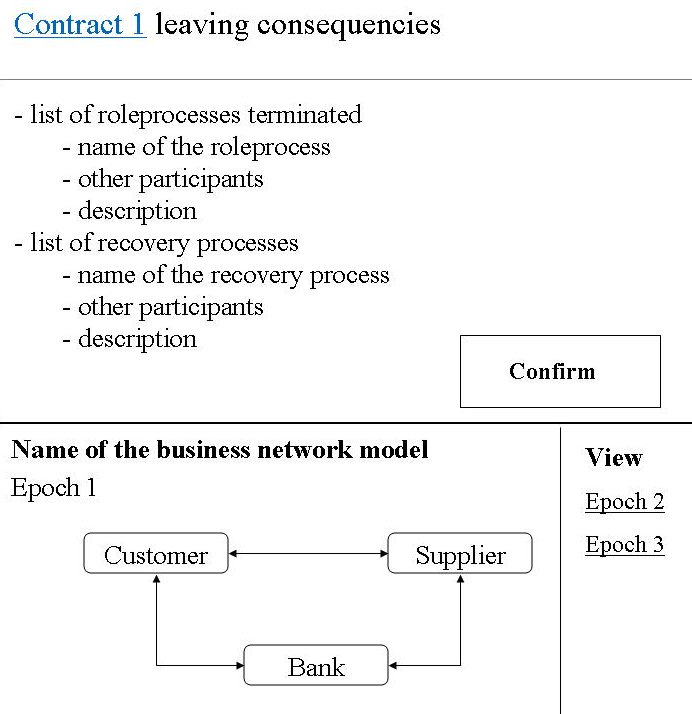 Contract 1 leaving consequencies
- list of roleprocesses terminated
- name of the roleprocess
- other participants
- description
- list of recovery processes
- name of the recovery process
- other participants
- description
Confirm
Name of the business network model
Epoch 1
Customer
Supplier
Bank
View
Epoch 2
Epoch 3